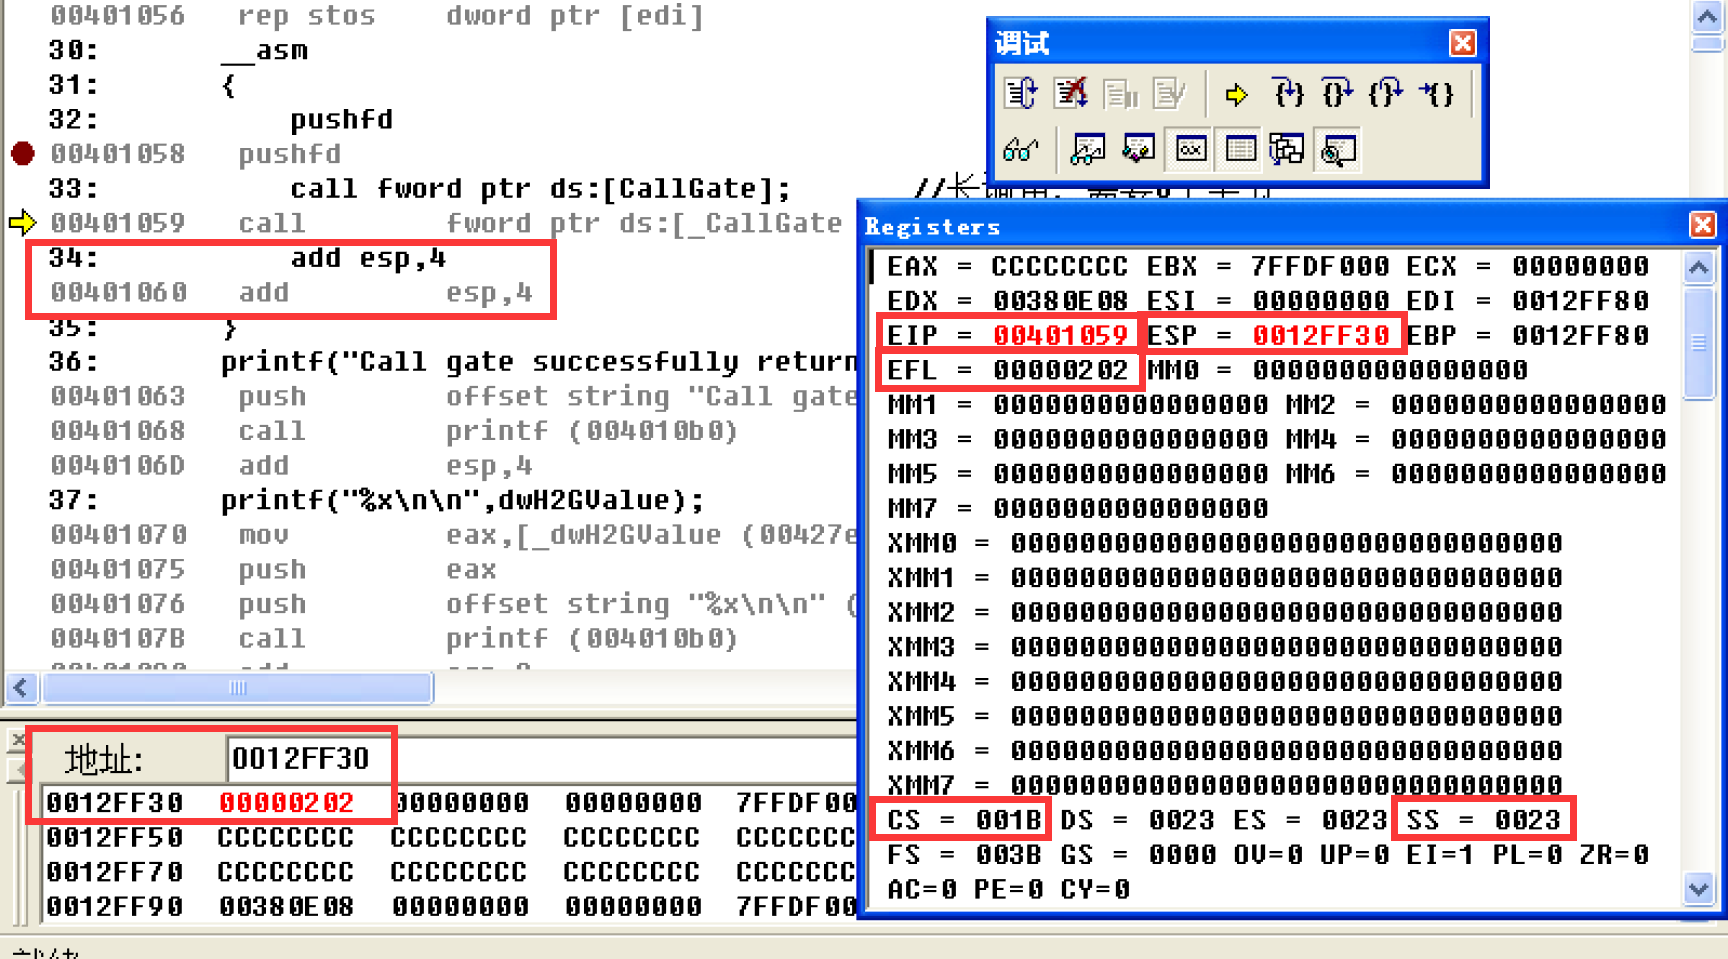 00401056 rep stos dword ptr [edi]
30: __asm
31: {
32: pushfd
00401058 pushfd
33: call fword ptr ds:[CallGate];
00401059 call fword ptr ds:[_CallGate
34: add esp,4
00401060 add esp,4
35: }
36: printf("Call gate successfully return
00401063 push offset string "Call gate
00401068 call printf (004010b0)
0040106D add esp,4
37: printf("%x\n\n",dwH2GValue);
00401070 mov eax,[_dwH2GValue (00427e
00401075 push eax
00401076 push offset string "%x\n\n" (
0040107B call printf (004010b0)
地址: 0012FF30
0012FF30 00000202 00000000 00000000 7FFDF00
0012FF50 CCCCCCCC CCCCCCCC CCCCCCCC CCCCCCC
0012FF70 CCCCCCCC CCCCCCCC CCCCCCCC CCCCCCC
0012FF90 00380E08 00000000 00000000 7FFDF00
调试
Registers
EAX = CCCCCCCC EBX = 7FFDF000 ECX = 00000000
EDX = 00380E08 ESI = 00000000 EDI = 0012FF80
EIP = 00401059 ESP = 0012FF30 EBP = 0012FF80
EFL = 00000202 MM0 = 0000000000000000
MM1 = 0000000000000000 MM2 = 0000000000000000
MM3 = 0000000000000000 MM4 = 0000000000000000
MM5 = 0000000000000000 MM6 = 0000000000000000
MM7 = 0000000000000000
XMM0 = 00000000000000000000000000000000
XMM1 = 00000000000000000000000000000000
XMM2 = 00000000000000000000000000000000
XMM3 = 00000000000000000000000000000000
XMM4 = 00000000000000000000000000000000
XMM5 = 00000000000000000000000000000000
XMM6 = 00000000000000000000000000000000
XMM7 = 00000000000000000000000000000000
CS = 001B DS = 0023 ES = 0023 SS = 0023
FS = 003B GS = 0000 OV=0 UP=0 EI=1 PL=0 ZR=0
AC=0 PE=0 CY=0